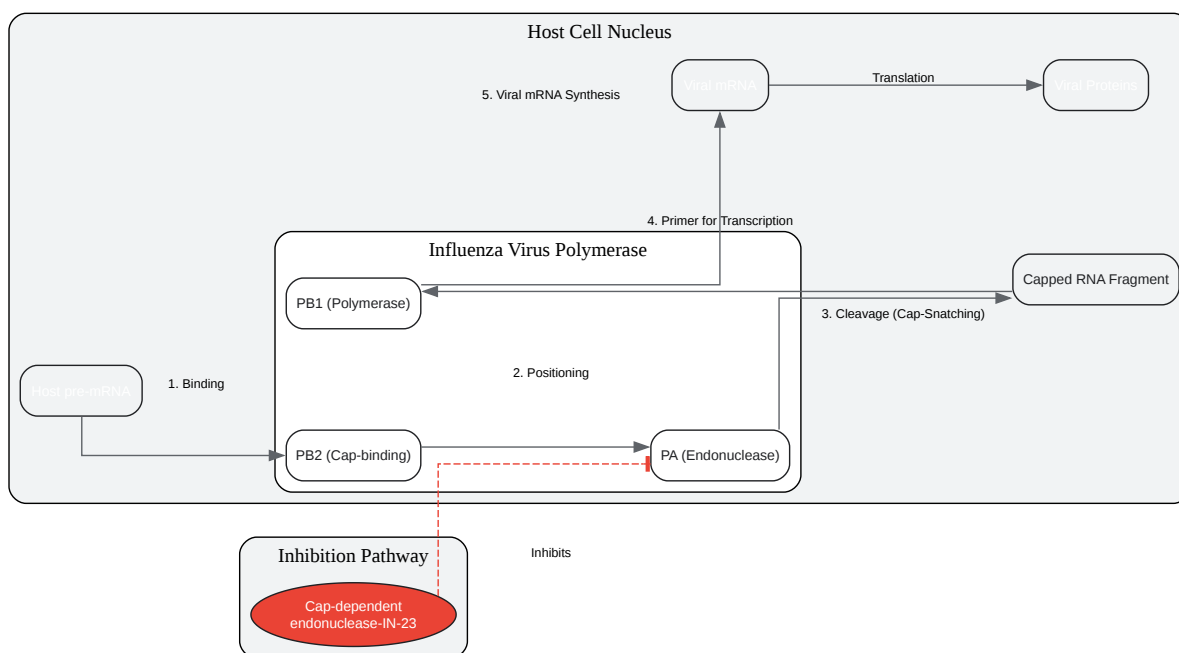 Host Cell Nucleus
Viral mRNA
Translation
Viral Proteins
5. Viral mRNA Synthesis
4. Primer for Transcription
Influenza Virus Polymerase
PB1 (Polymerase)
Capped RNA Fragment
3. Cleavage (Cap-Snatching)
Host pre-mRNA
1. Binding
2. Positioning
PB2 (Cap-binding)
PA (Endonuclease)
Inhibition Pathway
Inhibits
Cap-dependent
endonuclease-IN-23